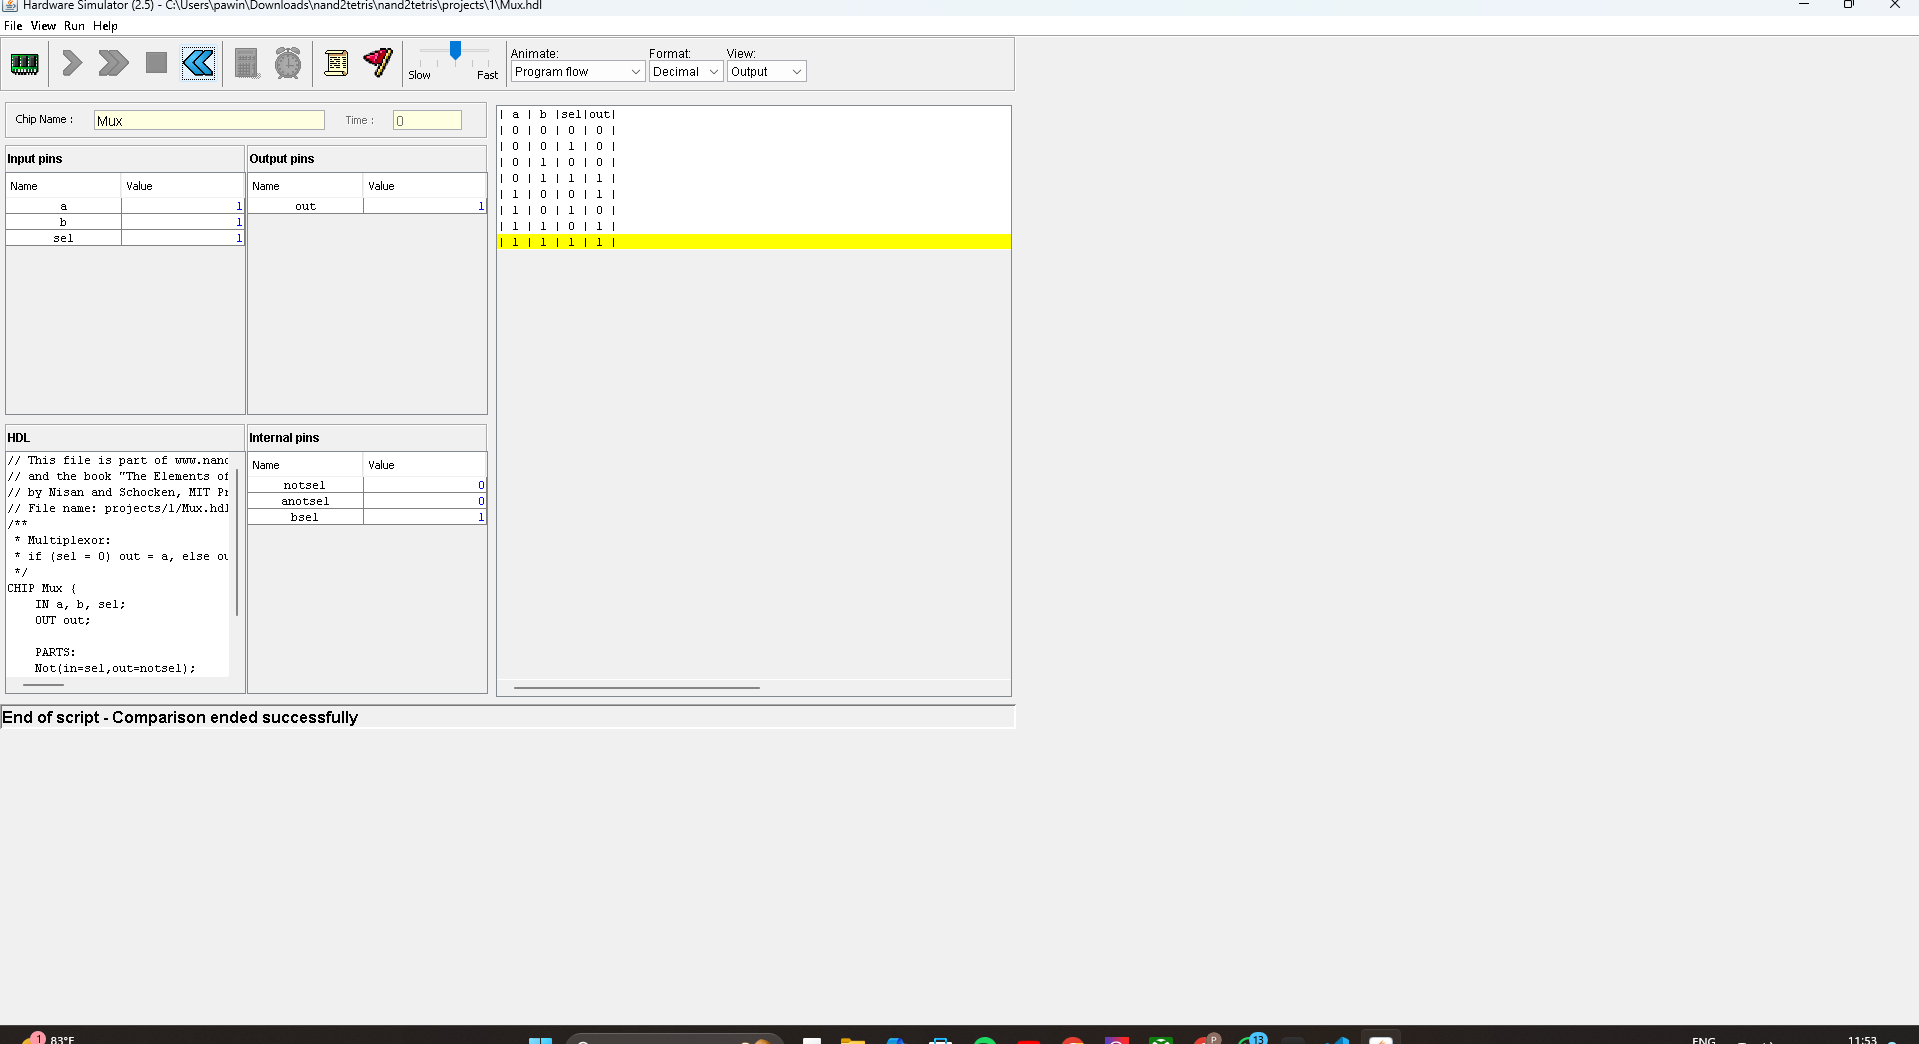 Hardware Simulator (2.5) - C:\Users\pawin\Downloads\nand2tetris\nand2tetris\projects\1\Mux.hdl
File View Run Help
Slow Fast
Animate: Format: View:
Program flow Decimal Output
Chip Name : Mux Time : 0
Input pins
Name Value
a 1
b 1
sel 1
Output pins
Name Value
out 1
| a | b |sel|out|
| 0 | 0 | 0 | 0 |
| 0 | 0 | 1 | 0 |
| 0 | 1 | 0 | 0 |
| 0 | 1 | 1 | 1 |
| 1 | 0 | 0 | 1 |
| 1 | 0 | 1 | 0 |
| 1 | 1 | 0 | 1 |
| 1 | 1 | 1 | 1 |
HDL
// This file is part of www.nand
// and the book "The Elements of
// by Nisan and Schocken, MIT Pr
// File name: projects/1/Mux.hdl
/**
* Multiplexor:
* if (sel = 0) out = a, else ou
*/
CHIP Mux {
IN a, b, sel;
OUT out;
PARTS:
Not(in=sel,out=notsel);
Internal pins
Name Value
notsel 0
anotsel 0
bsel 1
End of script - Comparison ended successfully
1 83°F P 13 ENG 11:53